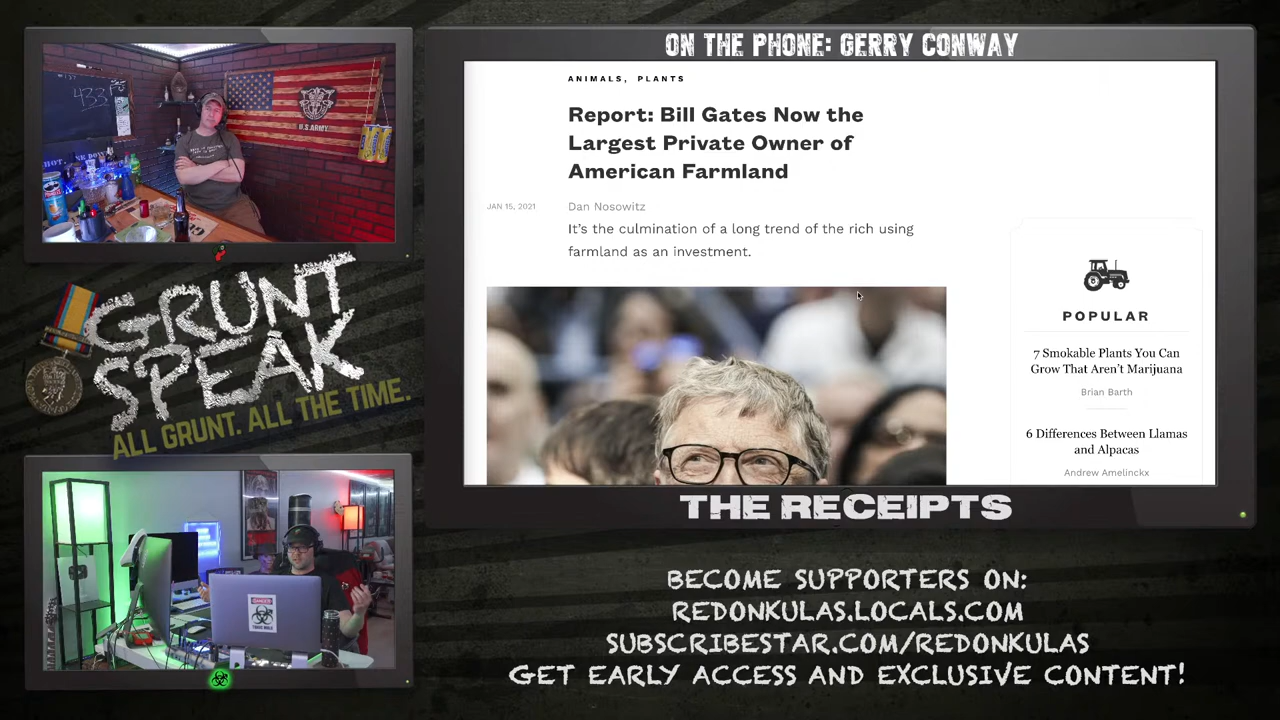 ON THE PHONE: GERRY CONWAY
ANIMALS, PLANTS
Report: Bill Gates Now the
Largest Private Owner of
American Farmland
JAN 15, 2021
Dan Nosowitz
It's the culmination of a long trend of the rich using
farmland as an investment.
POPULAR
7 Smokable Plants You Can
Grow That Aren't Marijuana
Brian Barth
6 Differences Between Llamas
and Alpacas
Andrew Amelinckx
433
U.S. ARMY
GRUNT
SPEAK
ALL GRUNT. ALL THE TIME.
DANGER
THE RECEIPTS
BECOME SUPPORTERS ON:
REDONKULAS.LOCALS.COM
SUBSCRIBESTAR.COM/REDONKULAS
GET EARLY ACCESS AND EXCLUSIVE CONTENT!